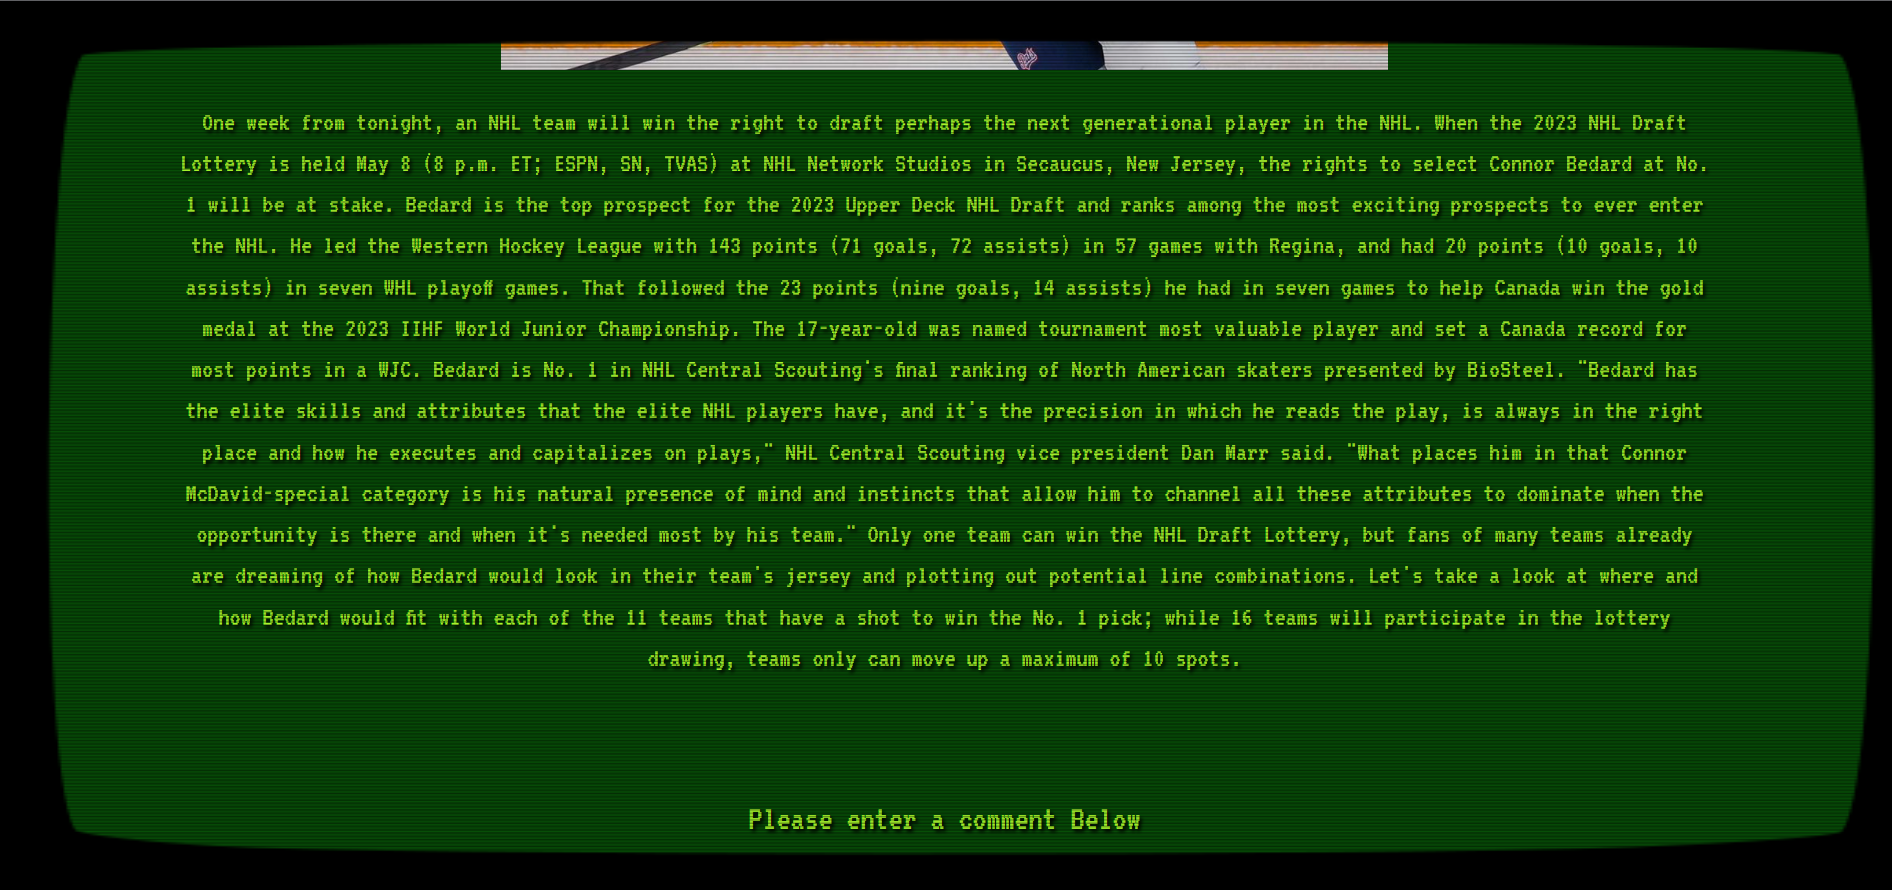 One week from tonight, an NHL team will win the right to draft perhaps the next generational player in the NHL. When the 2023 NHL Draft
Lottery is held May 8 (8 p.m. ET; ESPN, SN, TVAS) at NHL Network Studios in Secaucus, New Jersey, the rights to select Connor Bedard at No.
1 will be at stake. Bedard is the top prospect for the 2023 Upper Deck NHL Draft and ranks among the most exciting prospects to ever enter
the NHL. He led the Western Hockey League with 143 points (71 goals, 72 assists) in 57 games with Regina, and had 20 points (10 goals, 10
assists) in seven WHL playoff games. That followed the 23 points (nine goals, 14 assists) he had in seven games to help Canada win the gold
medal at the 2023 IIHF World Junior Championship. The 17-year-old was named tournament most valuable player and set a Canada record for
most points in a WJC. Bedard is No. 1 in NHL Central Scouting's final ranking of North American skaters presented by BioSteel. "Bedard has
the elite skills and attributes that the elite NHL players have, and it's the precision in which he reads the play, is always in the right
place and how he executes and capitalizes on plays," NHL Central Scouting vice president Dan Marr said. "What places him in that Connor
McDavid-special category is his natural presence of mind and instincts that allow him to channel all these attributes to dominate when the
opportunity is there and when it's needed most by his team." Only one team can win the NHL Draft Lottery, but fans of many teams already
are dreaming of how Bedard would look in their team's jersey and plotting out potential line combinations. Let's take a look at where and
how Bedard would fit with each of the 11 teams that have a shot to win the No. 1 pick; while 16 teams will participate in the lottery
drawing, teams only can move up a maximum of 10 spots.
Please enter a comment Below